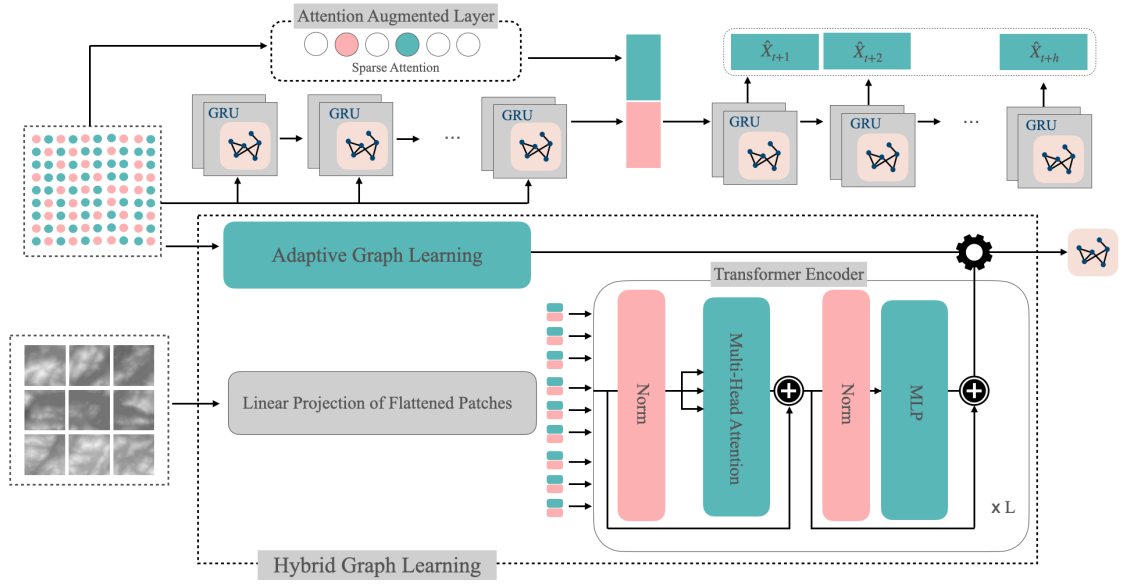 Attention Augmented Layer
Sparse Attention
X̂t+1
X̂t+2
X̂t+h
GRU
GRU
...
GRU
GRU
GRU
...
GRU
Adaptive Graph Learning
Transformer Encoder
Linear Projection of Flattened Patches
Norm
Multi-Head Attention
Norm
MLP
x L
Hybrid Graph Learning